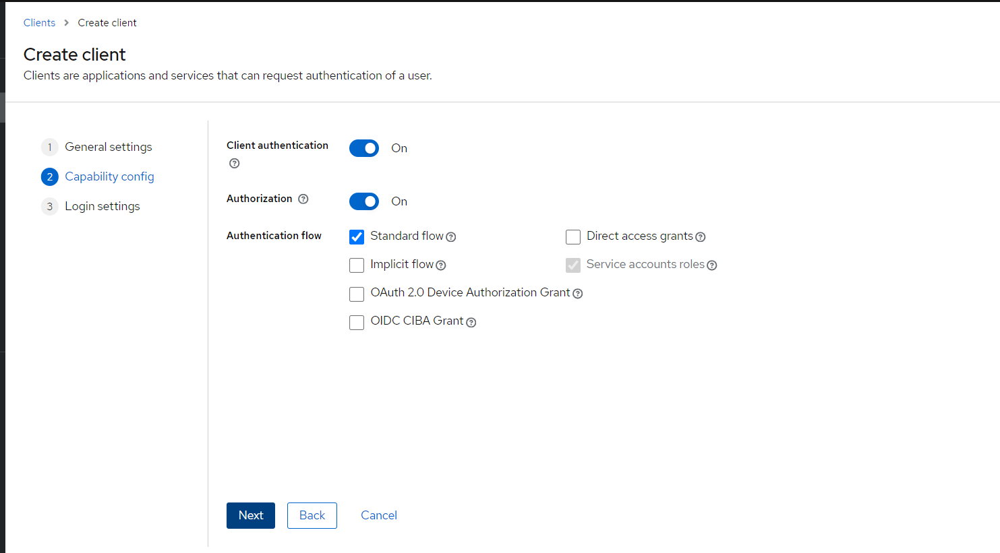 Clients > Create client
Create client
Clients are applications and services that can request authentication of a user.
1 General settings
2 Capability config
3 Login settings
Client authentication
On
Authorization
On
Authentication flow
Standard flow
Direct access grants
Implicit flow
Service accounts roles
OAuth 2.0 Device Authorization Grant
OIDC CIBA Grant
Next Back Cancel